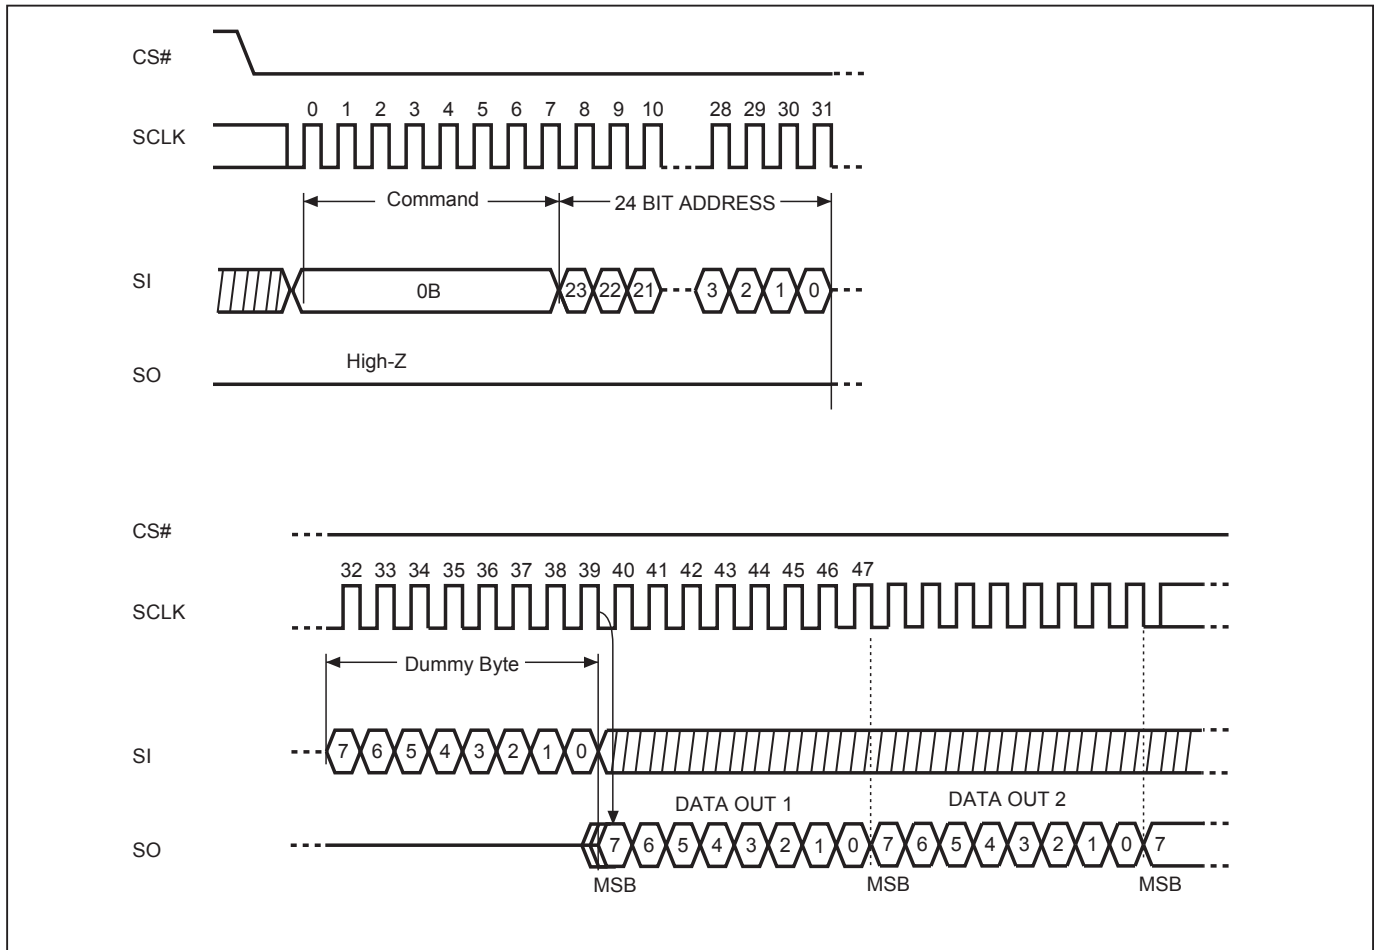 CS#
0 1 2 3 4 5 6 7 8 9 10 28 29 30 31
SCLK
Command 24 BIT ADDRESS
SI 0B 23 22 21 3 2 1 0
High-Z
SO
CS#
32 33 34 35 36 37 38 39 40 41 42 43 44 45 46 47
SCLK
Dummy Byte
SI 7 6 5 4 3 2 1 0
DATA OUT 1 DATA OUT 2
SO 7 6 5 4 3 2 1 0 7 6 5 4 3 2 1 0 7
MSB MSB MSB